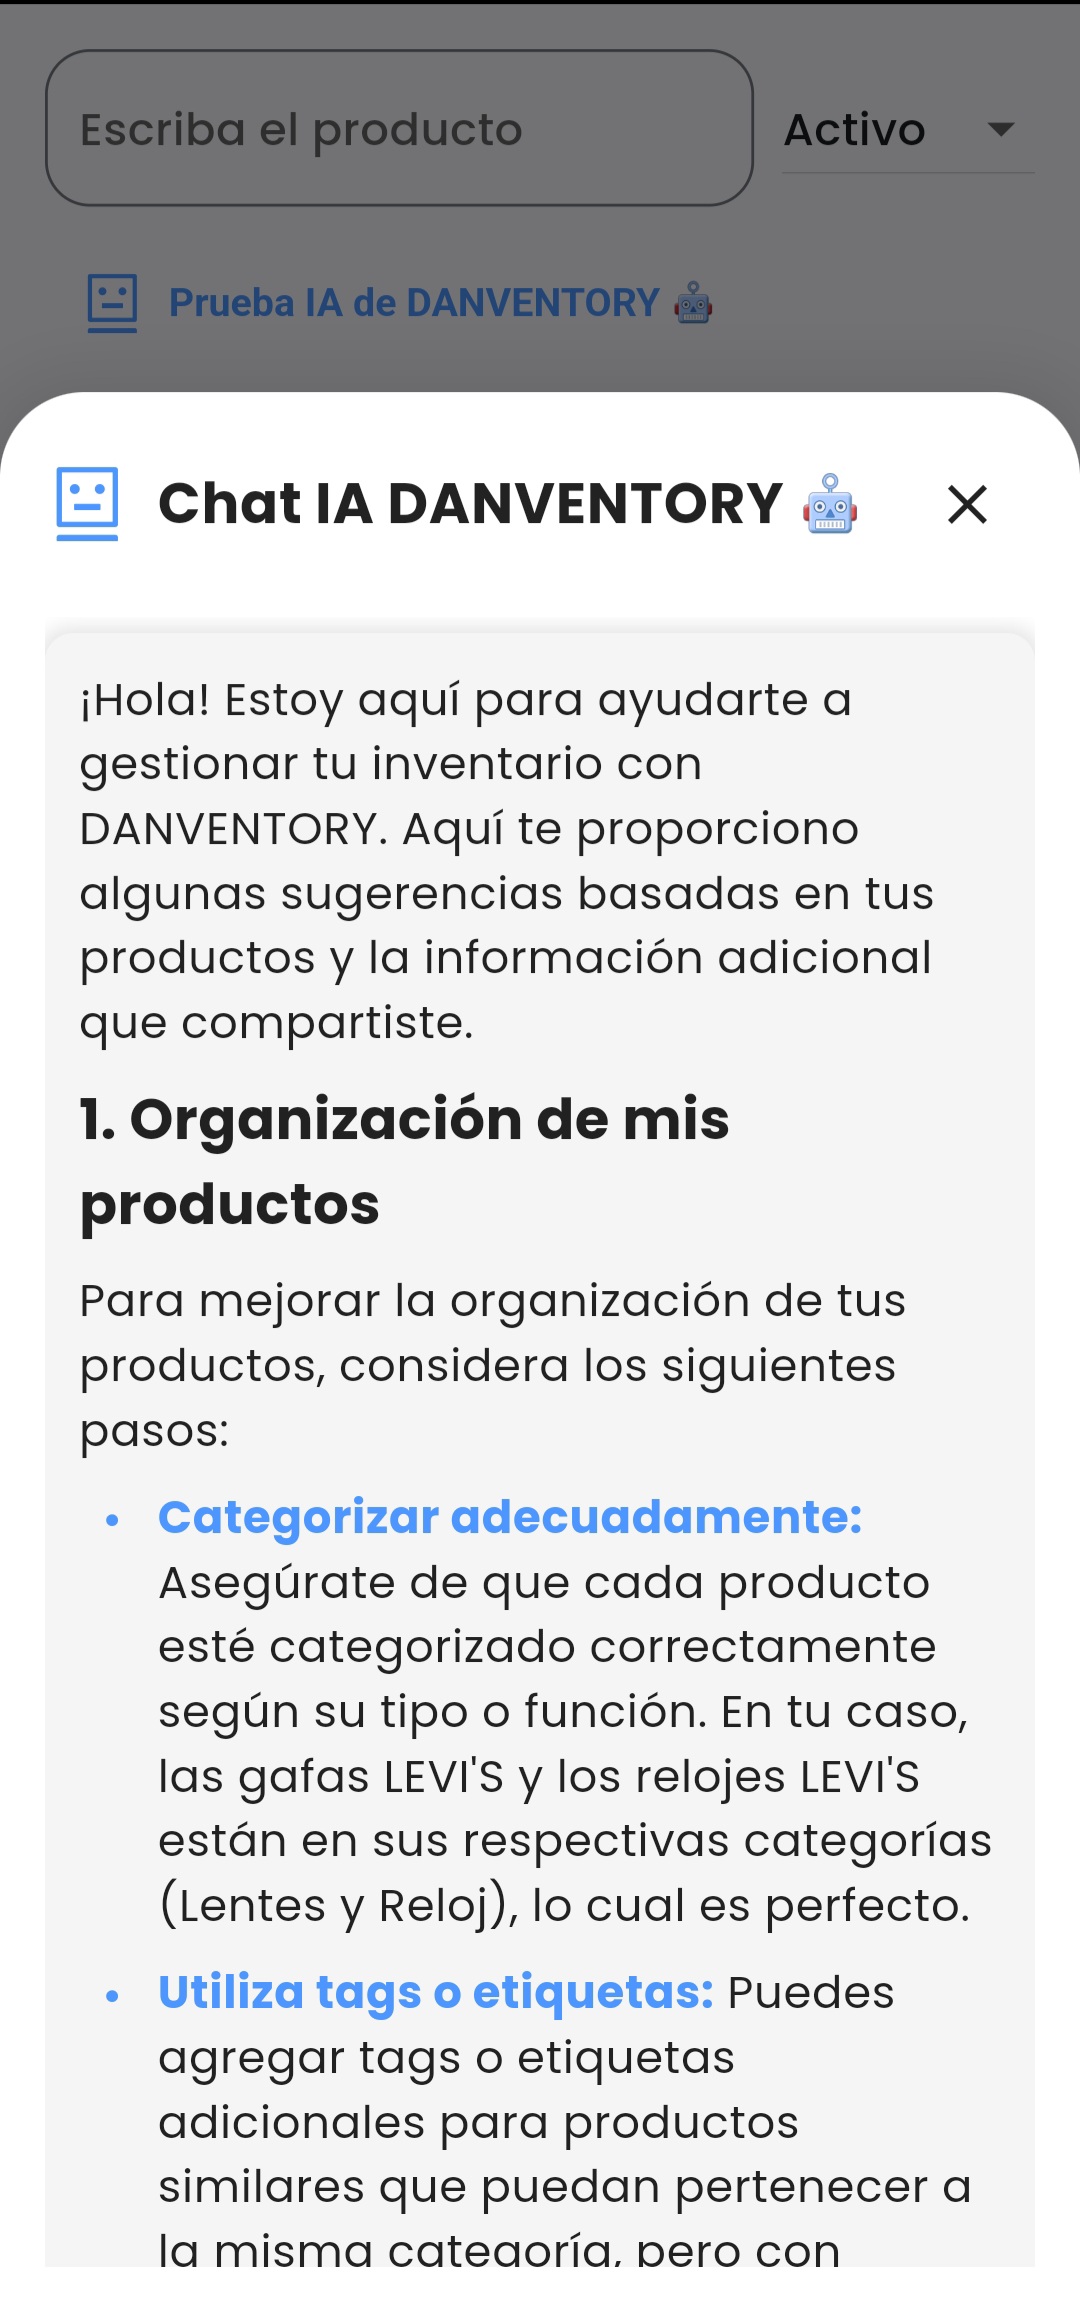 Escriba el producto
Activo
Prueba IA de DANVENTORY 🤖
Chat IA DANVENTORY 🤖
¡Hola! Estoy aquí para ayudarte a
gestionar tu inventario con
DANVENTORY. Aquí te proporciono
algunas sugerencias basadas en tus
productos y la información adicional
que compartiste.
1. Organización de mis
productos
Para mejorar la organización de tus
productos, considera los siguientes
pasos:
• Categorizar adecuadamente:
Asegúrate de que cada producto
esté categorizado correctamente
según su tipo o función. En tu caso,
las gafas LEVI'S y los relojes LEVI'S
están en sus respectivas categorías
(Lentes y Reloj), lo cual es perfecto.
• Utiliza tags o etiquetas: Puedes
agregar tags o etiquetas
adicionales para productos
similares que puedan pertenecer a
la misma categoría, pero con